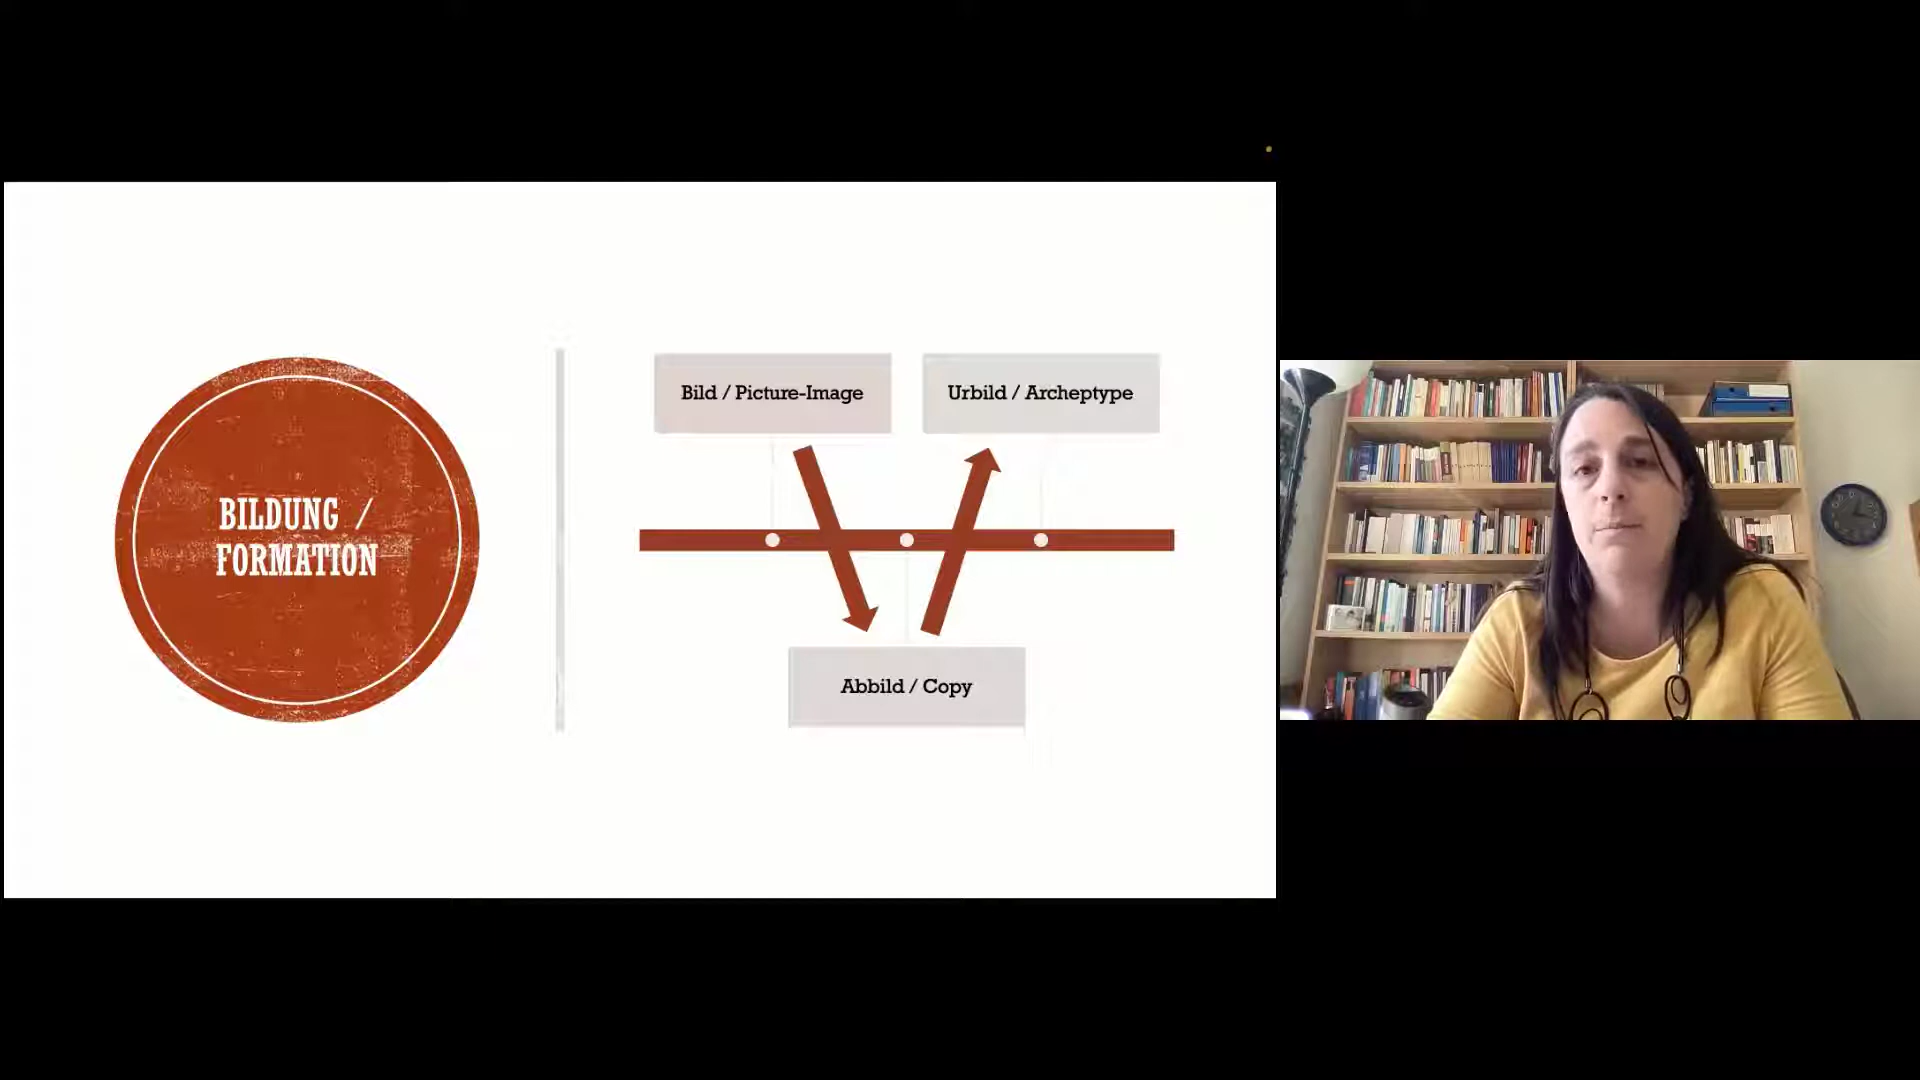 BILDUNG /
FORMATION
Bild / Picture-Image
Urbild / Archeptype
Abbild / Copy